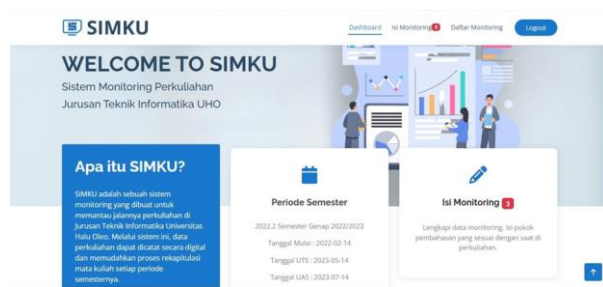 SIMKU
Dashboard Isi Monitoring 3 Daftar Monitoring Logout
WELCOME TO SIMKU
Sistem Monitoring Perkuliahan
Jurusan Teknik Informatika UHO
Apa itu SIMKU?
SIMKU adalah sebuah sistem
monitoring yang dibuat untuk
memantau jalannya perkuliahan di
Jurusan Teknik Informatika Universitas
Halu Oleo. Melalui sistem ini, data
perkuliahan dapat dicatat secara digital
dan memudahkan proses rekapitulasi
mata kuliah setiap periode
semesternya.
Periode Semester
2022.2 Semester Genap 2022/2023
Tanggal Mulai : 2022-02-14
Tanggal UTS : 2023-05-14
Tanggal UAS : 2023-07-14
Isi Monitoring 3
Lengkapi data monitoring. Isi pokok
pembahasan yang sesuai dengan saat di
perkuliahan.